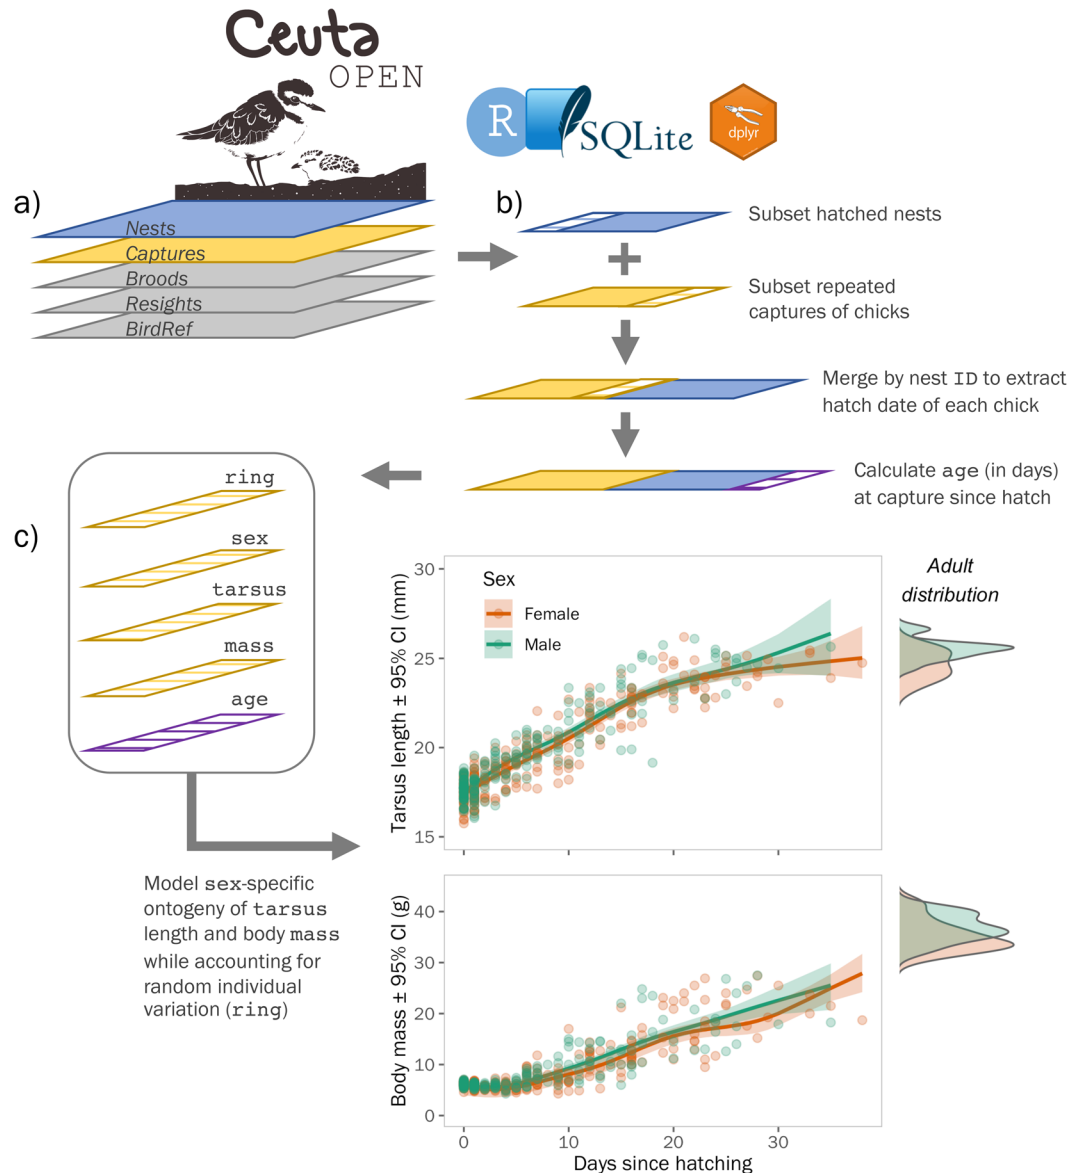 Ceuta
OPEN
R
SQLite
dplyr
a)
Nests
Captures
Broods
Resights
BirdRef
b)
Subset hatched nests
Subset repeated
captures of chicks
Merge by nest ID to extract
hatch date of each chick
Calculate age (in days)
at capture since hatch
c)
ring
sex
tarsus
mass
age
Model sex-specific
ontogeny of tarsus
length and body mass
while accounting for
random individual
variation (ring)
Tarsus length ± 95% CI (mm)
30
25
20
15
Sex
Female
Male
Adult
distribution
Body mass ± 95% CI (g)
40
30
20
10
0
0 10 20 30
Days since hatching